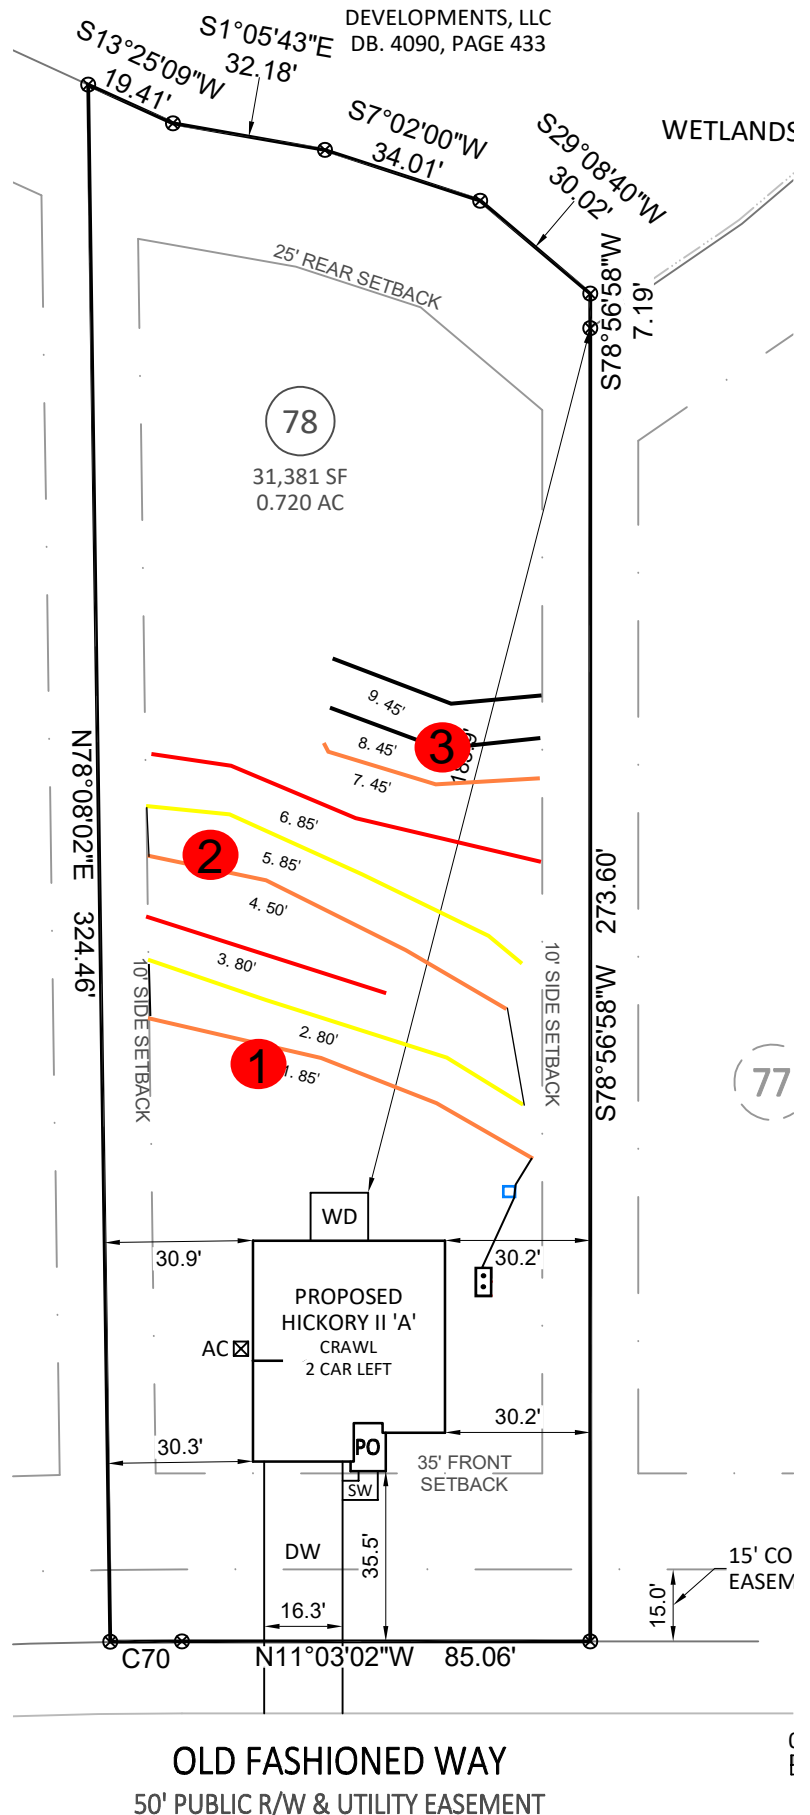 DEVELOPMENTS, LLC
DB. 4090, PAGE 433
S13°25'09"W
19.41'
S1°05'43"E
32.18'
S7°02'00"W
34.01'
S29°08'40"W
30.02'
WETLANDS
S78°56'58"W
7.19'
25' REAR SETBACK
78
31,381 SF
0.720 AC
9. 45'
8. 45'
3
7. 45'
6. 85'
2
5. 85'
4. 50'
3. 80'
2. 80'
1
1. 85'
N78°08'02"E 324.46'
10' SIDE SETBACK
10' SIDE SETBACK
S78°56'58"W 273.60'
77
WD
30.9'
30.2'
PROPOSED
HICKORY II 'A'
CRAWL
2 CAR LEFT
AC
30.3'
30.2'
PO
SW
35' FRONT
SETBACK
35.5'
DW
15' CO
EASEM
15.0'
16.3'
C70
N11°03'02"W 85.06'
OLD FASHIONED WAY
50' PUBLIC R/W & UTILITY EASEMENT